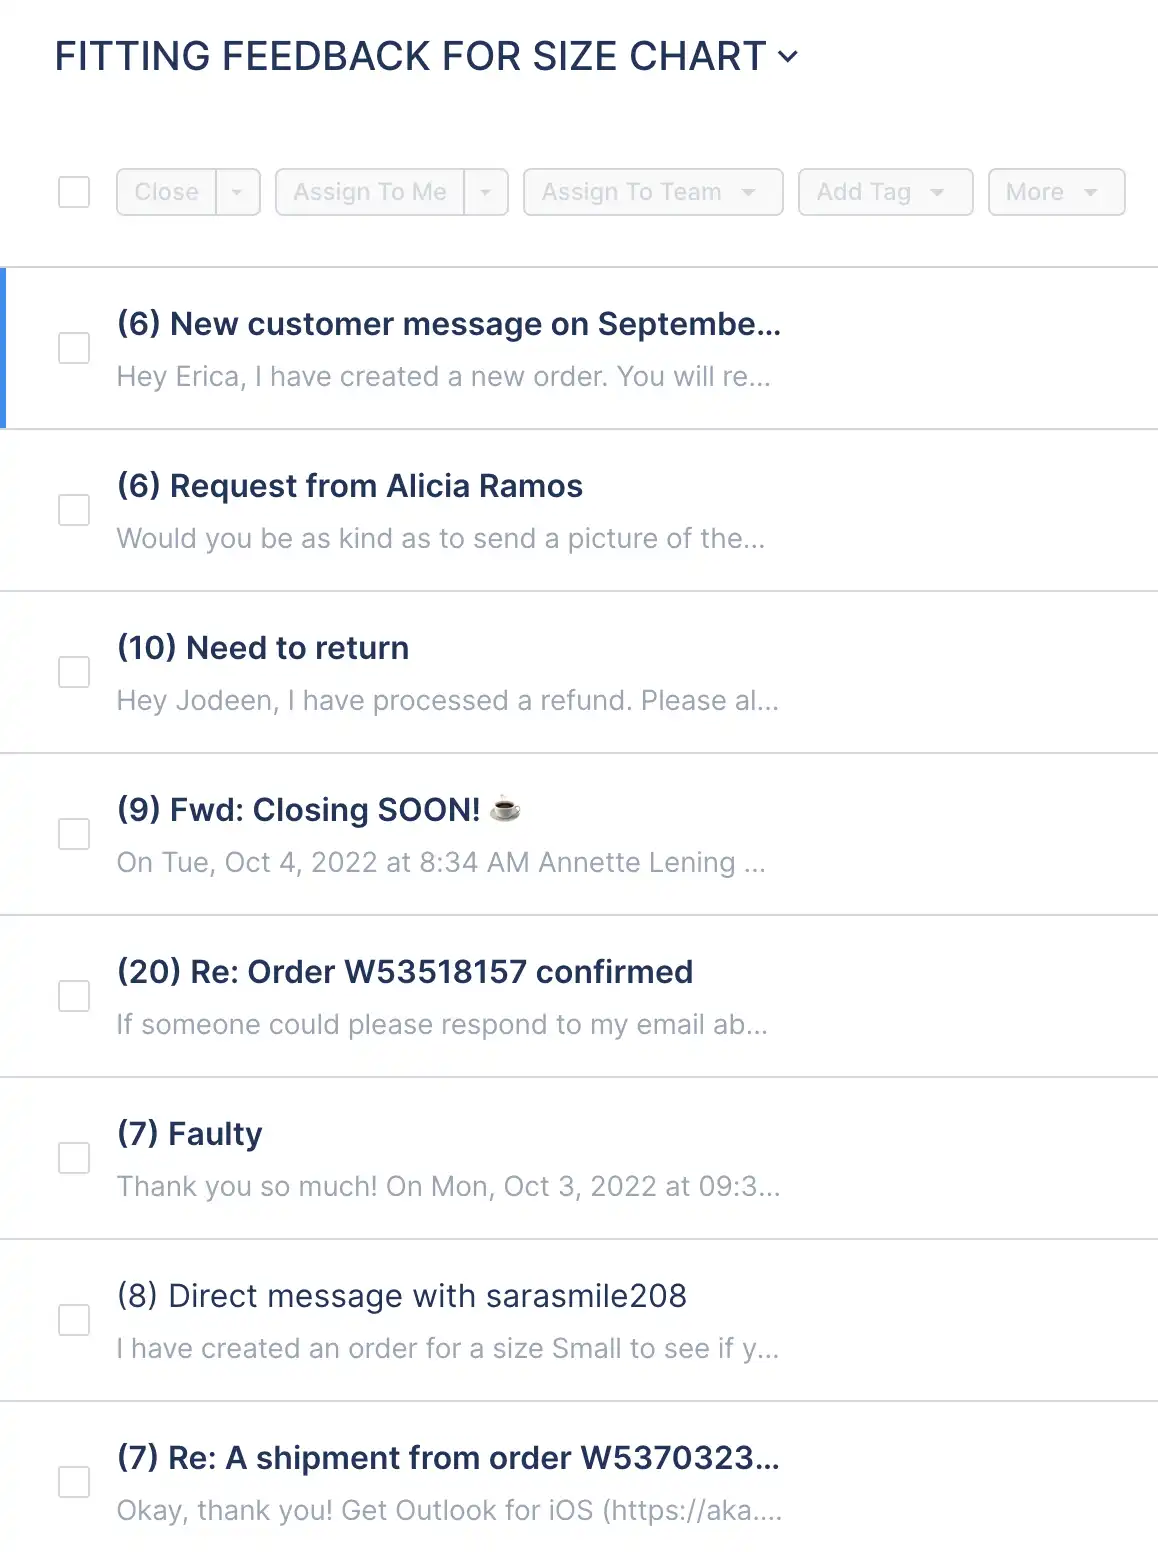 FITTING FEEDBACK FOR SIZE CHART
Close Assign To Me Assign To Team Add Tag More
(6) New customer message on Septembe...
Hey Erica, I have created a new order. You will re...
(6) Request from Alicia Ramos
Would you be as kind as to send a picture of the...
(10) Need to return
Hey Jodeen, I have processed a refund. Please al...
(9) Fwd: Closing SOON! ☕
On Tue, Oct 4, 2022 at 8:34 AM Annette Lening ...
(20) Re: Order W53518157 confirmed
If someone could please respond to my email ab...
(7) Faulty
Thank you so much! On Mon, Oct 3, 2022 at 09:3...
(8) Direct message with sarasmile208
I have created an order for a size Small to see if y...
(7) Re: A shipment from order W5370323...
Okay, thank you! Get Outlook for iOS (https://aka....